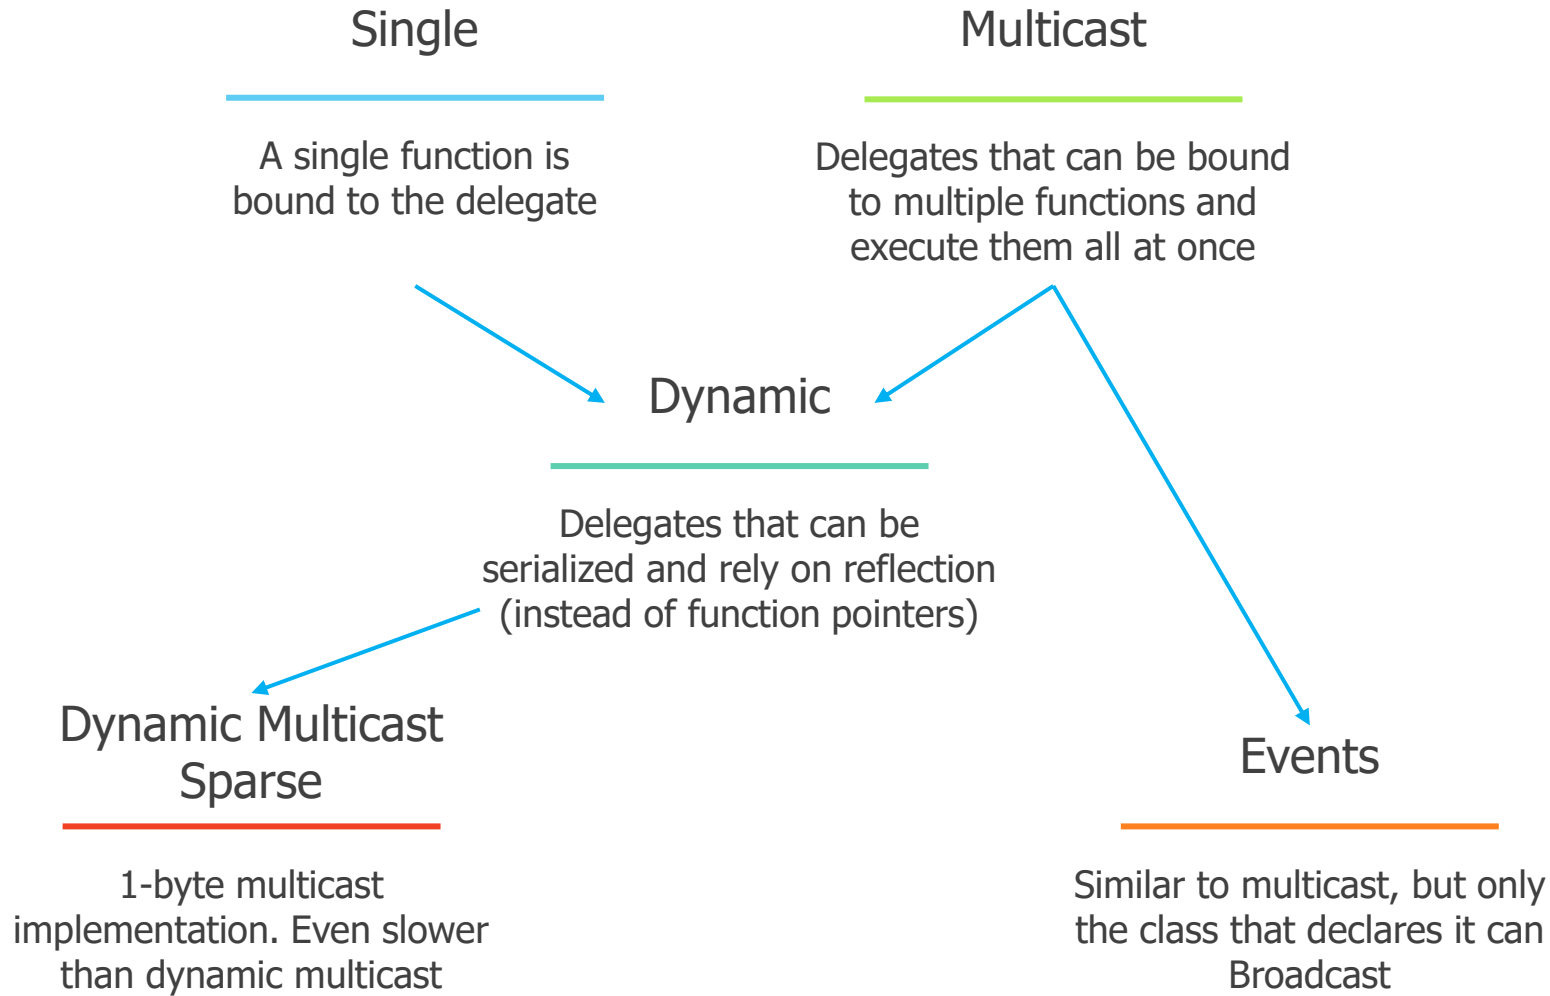 Single
A single function is
bound to the delegate
Multicast
Delegates that can be bound
to multiple functions and
execute them all at once
Dynamic
Delegates that can be
serialized and rely on reflection
(instead of function pointers)
Dynamic Multicast
Sparse
1-byte multicast
implementation. Even slower
than dynamic multicast
Events
Similar to multicast, but only
the class that declares it can
Broadcast